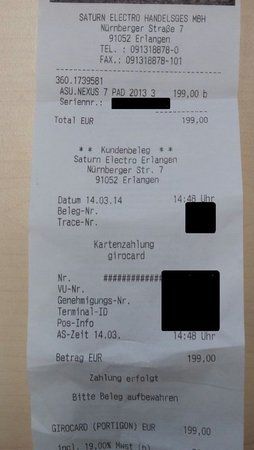 SATURN ELECTRO HANDELSGES MBH
Nürnberger Straße 7
91052 Erlangen
TEL. : 091318878-0
FAX.: 091318878-101
360.1739581
ASU.NEXUS 7 PAD 2013 3 199,00 b
Seriennr.:
Total EUR 199,00
** Kundenbeleg **
Saturn Electro Erlangen
Nürnberger Str. 7
91052 Erlangen
Datum 14.03.14 14:48 Uhr
Beleg-Nr.
Trace-Nr.
Kartenzahlung
girocard
Nr. #############
VU-Nr.
Genehmigungs-Nr.
Terminal-ID
Pos-Info
AS-Zeit 14.03. 14:48 Uhr
Betrag EUR 199,00
Zahlung erfolgt
Bitte Beleg aufbewahren
GIROCARD (PORTIGON) EUR 199,00
incl. 19,00% Mwst (b)